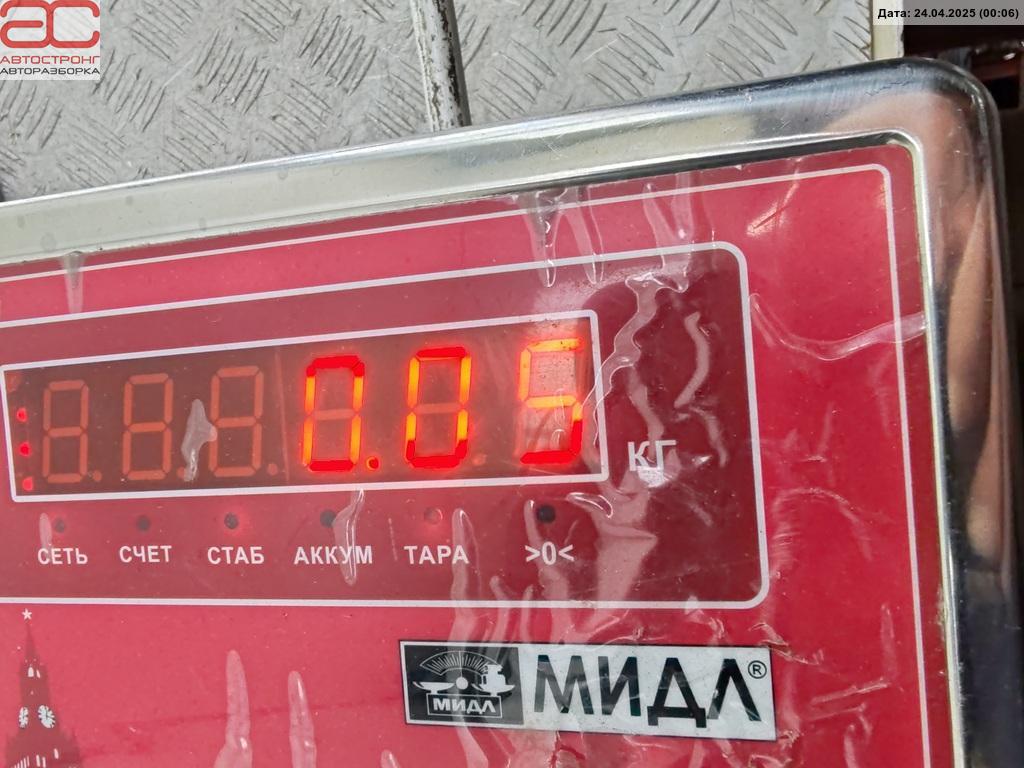 Дата: 24.04.2025 (00:06)
ac
АВТОСТРОНГ
АВТОРАЗБОРКА
0.05
КГ
СЕТЬ СЧЕТ СТАБ АККУМ ТАРА >0<
МИДЛ МИДЛ®